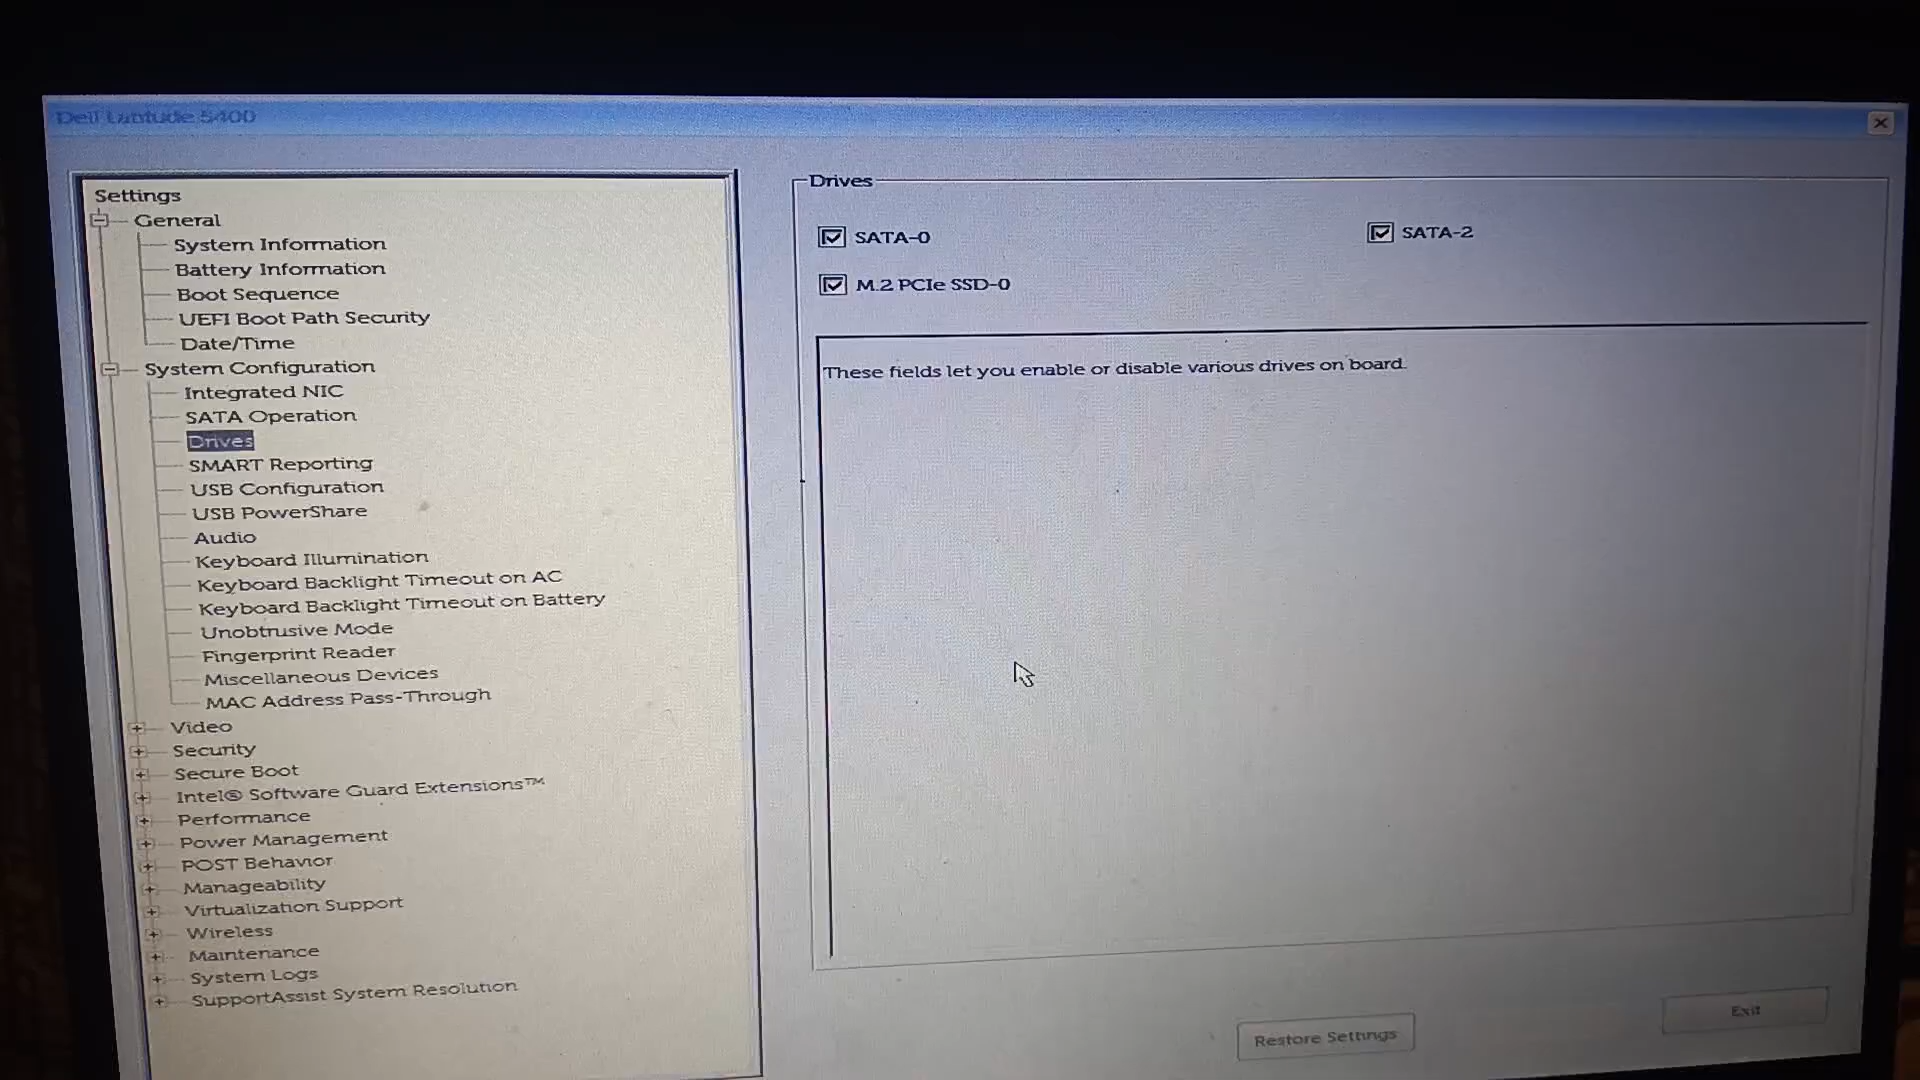 Dell Latitude 5400
Settings
General
System Information
Battery Information
Boot Sequence
UEFI Boot Path Security
Date/Time
System Configuration
Integrated NIC
SATA Operation
Drives
SMART Reporting
USB Configuration
USB PowerShare
Audio
Keyboard Illumination
Keyboard Backlight Timeout on AC
Keyboard Backlight Timeout on Battery
Unobtrusive Mode
Fingerprint Reader
Miscellaneous Devices
MAC Address Pass-Through
Video
Security
Secure Boot
Intel® Software Guard Extensions™
Performance
Power Management
POST Behavior
Manageability
Virtualization Support
Wireless
Maintenance
System Logs
SupportAssist System Resolution
Drives
SATA-0
SATA-2
M.2 PCIe SSD-0
These fields let you enable or disable various drives on board.
Restore Settings
Exit